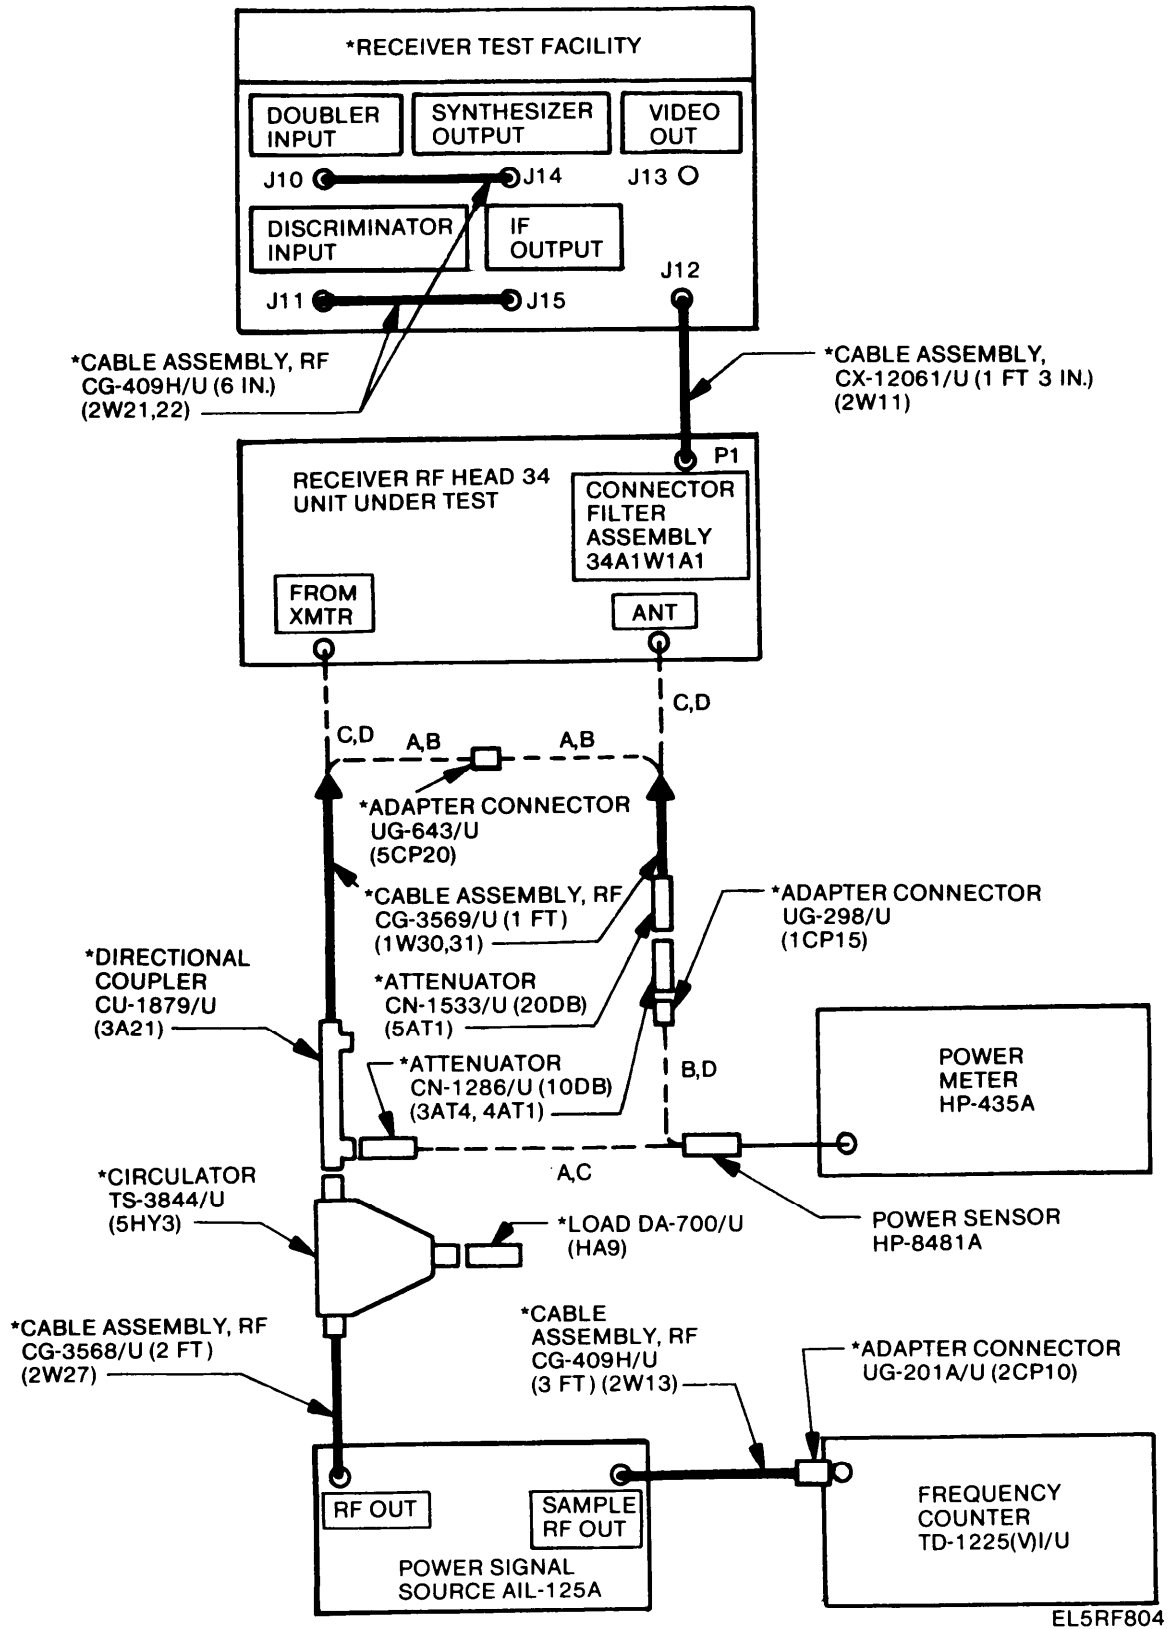 *RECEIVER TEST FACILITY
DOUBLER
INPUT
SYNTHESIZER
OUTPUT
VIDEO
OUT
J10
J14
J13
DISCRIMINATOR
INPUT
IF
OUTPUT
J12
J11
J15
*CABLE ASSEMBLY, RF
CG-409H/U (6 IN.)
(2W21,22)
*CABLE ASSEMBLY,
CX-12061/U (1 FT 3 IN.)
(2W11)
P1
RECEIVER RF HEAD 34
UNIT UNDER TEST
CONNECTOR
FILTER
ASSEMBLY
34A1W1A1
FROM
XMTR
ANT
C,D
C,D
A,B
A,B
*ADAPTER CONNECTOR
UG-643/U
(5CP20)
*CABLE ASSEMBLY, RF
CG-3569/U (1 FT)
(1W30,31)
*ADAPTER CONNECTOR
UG-298/U
(1CP15)
*DIRECTIONAL
COUPLER
CU-1879/U
(3A21)
*ATTENUATOR
CN-1533/U (20DB)
(5AT1)
*ATTENUATOR
CN-1286/U (10DB)
(3AT4, 4AT1)
B,D
POWER
METER
HP-435A
A,C
*CIRCULATOR
TS-3844/U
(5HY3)
*LOAD DA-700/U
(HA9)
POWER SENSOR
HP-8481A
*CABLE ASSEMBLY, RF
CG-3568/U (2 FT)
(2W27)
*CABLE
ASSEMBLY, RF
CG-409H/U
(3 FT) (2W13)
*ADAPTER CONNECTOR
UG-201A/U (2CP10)
RF OUT
SAMPLE
RF OUT
POWER SIGNAL
SOURCE AIL-125A
FREQUENCY
COUNTER
TD-1225(V)I/U
EL5RF804